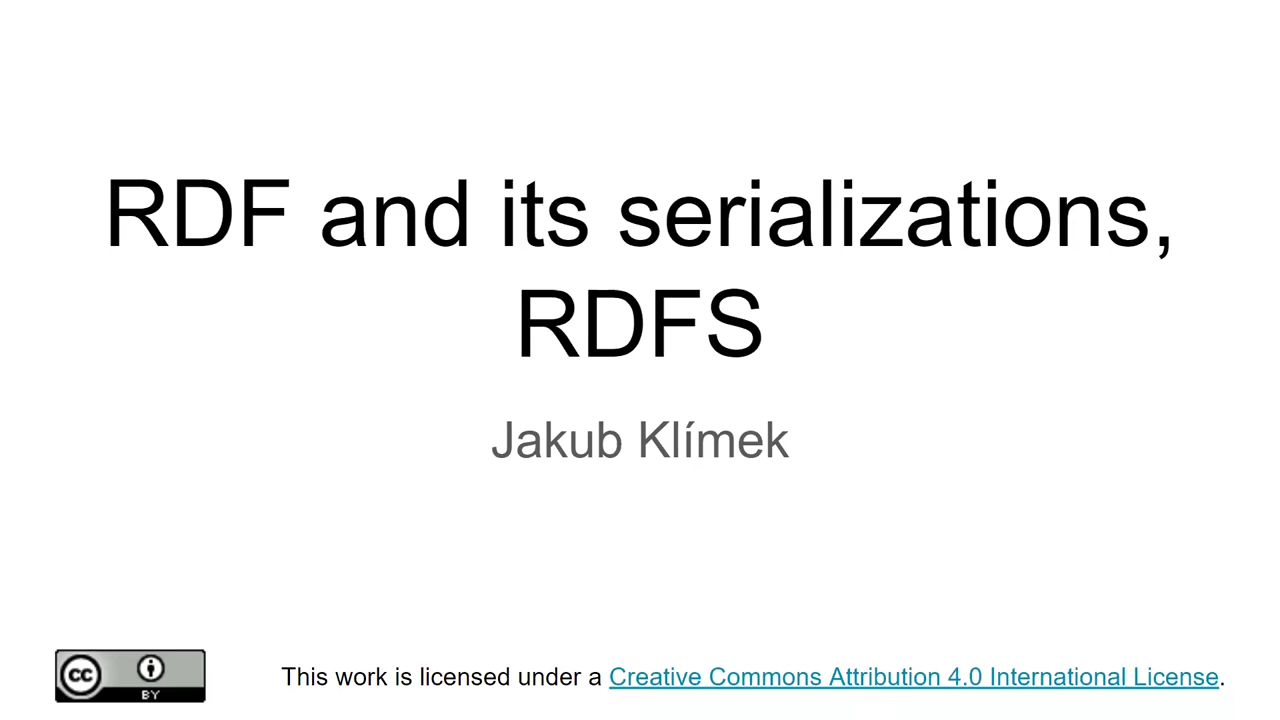 RDF and its serializations,
RDFS
Jakub Klímek
cc
BY
This work is licensed under a Creative Commons Attribution 4.0 International License.